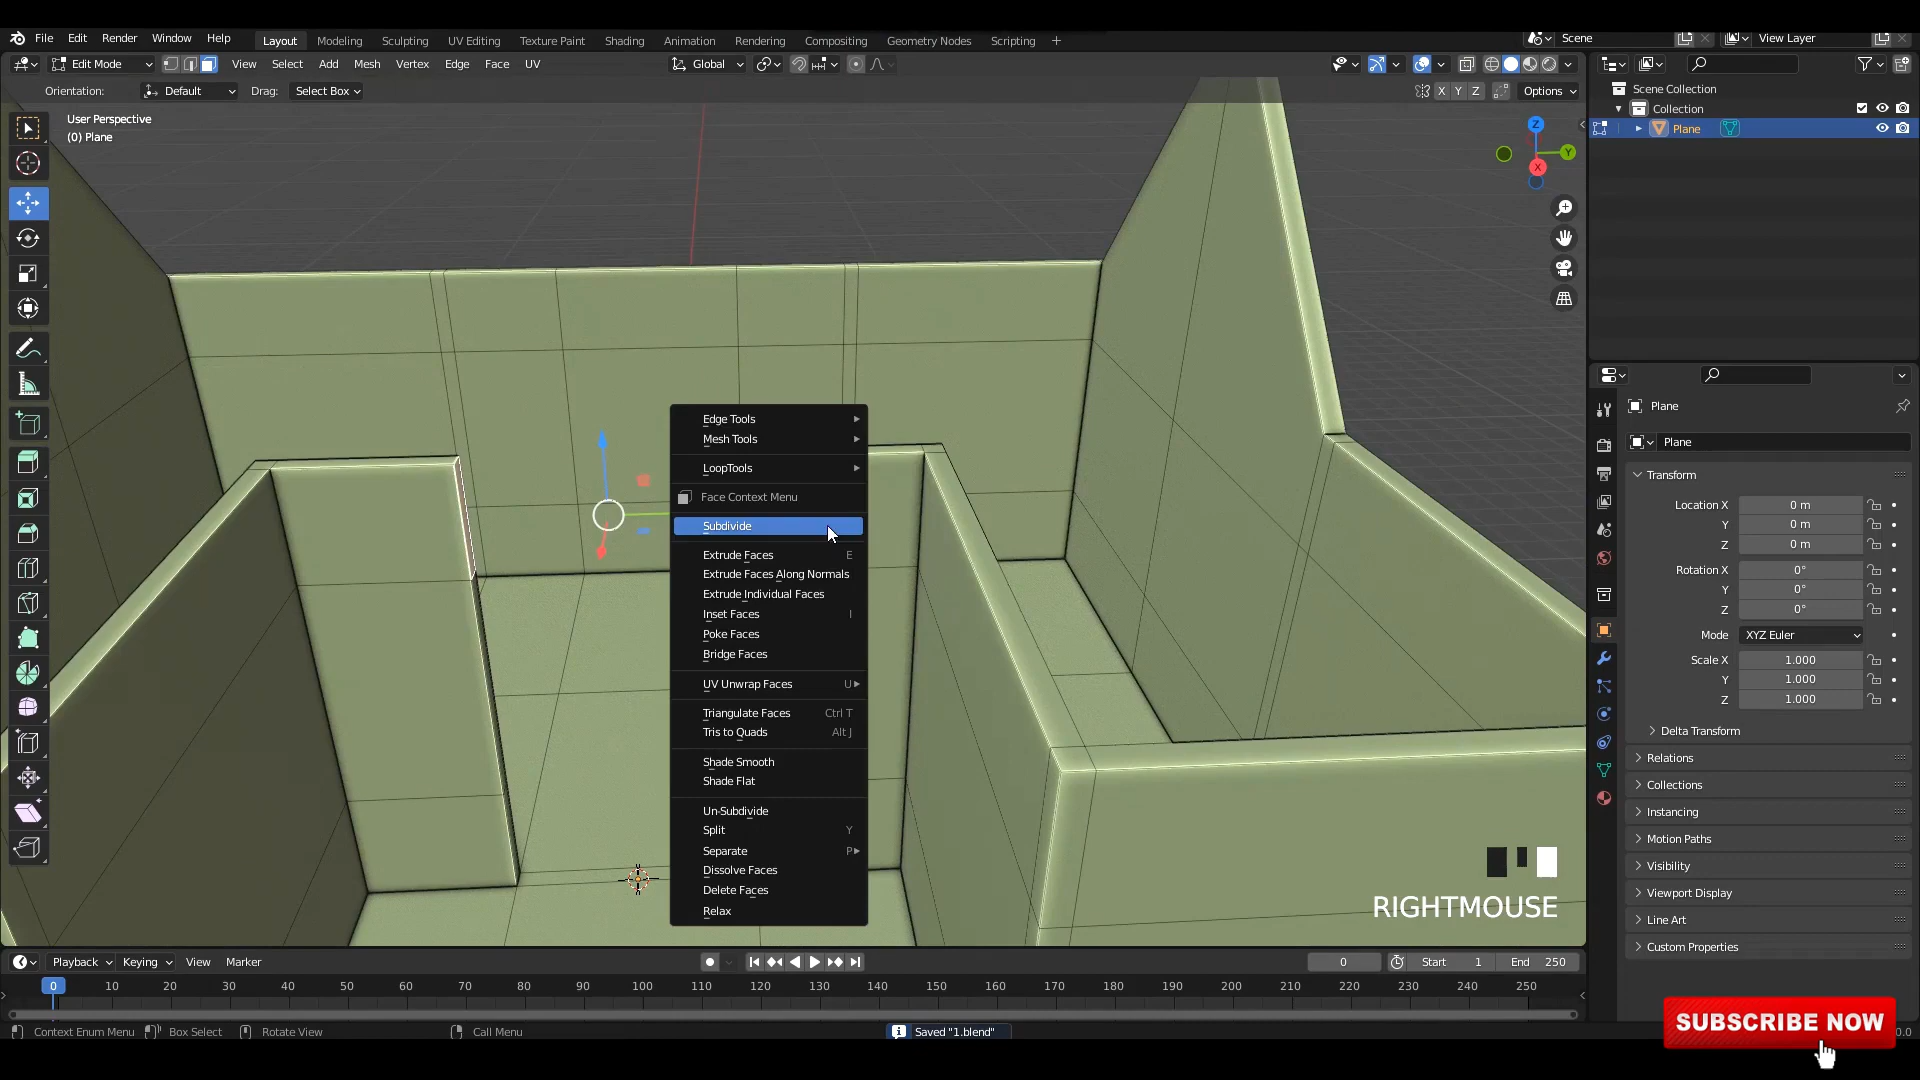 File Edit Render Window Help
Layout Modeling Sculpting UV Editing Texture Paint Shading Animation Rendering Compositing Geometry Nodes Scripting +
Scene
View Layer
Edit Mode
View Select Add Mesh Vertex Edge Face UV
Global
Orientation: Default Drag: Select Box
X Y Z
Options
User Perspective
(0) Plane
Z
Y
X
Scene Collection
Collection
Plane
Edge Tools
Mesh Tools
LoopTools
Face Context Menu
Subdivide
Extrude Faces E
Extrude Faces Along Normals
Extrude Individual Faces
Inset Faces I
Poke Faces
Bridge Faces
UV Unwrap Faces U
Triangulate Faces Ctrl T
Tris to Quads Alt J
Shade Smooth
Shade Flat
Un-Subdivide
Split Y
Separate P
Dissolve Faces
Delete Faces
Relax
Plane
Plane
Transform
Location X 0 m
Y 0 m
Z 0 m
Rotation X 0°
Y 0°
Z 0°
Mode XYZ Euler
Scale X 1.000
Y 1.000
Z 1.000
Delta Transform
Relations
Collections
Instancing
Motion Paths
Visibility
Viewport Display
Line Art
Custom Properties
RIGHTMOUSE
Playback Keying View Marker
0
Start 1
End 250
0 10 20 30 40 50 60 70 80 90 100 110 120 130 140 150 160 170 180 190 200 210 220 230 240 250
Context Enum Menu Box Select Rotate View Call Menu
Saved "1.blend"
SUBSCRIBE NOW